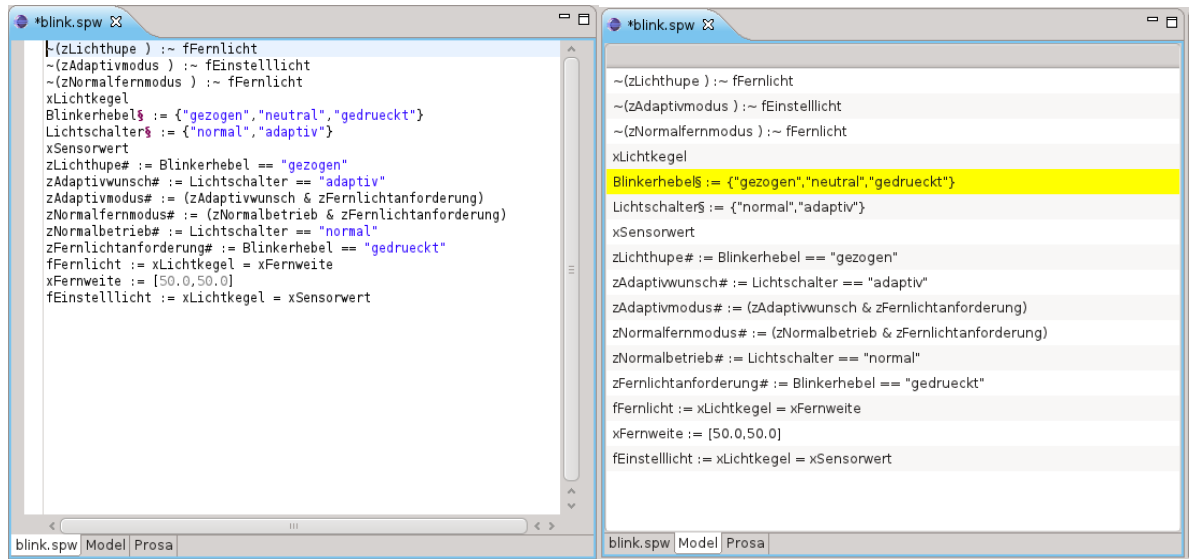 *blink.spw
~(zLichthupe ) :~ fFernlicht
~(zAdaptivmodus ) :~ fEinstelllicht
~(zNormalfernmodus ) :~ fFernlicht
xLichtkegel
Blinkerhebel§ := {"gezogen","neutral","gedrueckt"}
Lichtschalter§ := {"normal","adaptiv"}
xSensorwert
zLichthupe# := Blinkerhebel == "gezogen"
zAdaptivwunsch# := Lichtschalter == "adaptiv"
zAdaptivmodus# := (zAdaptivwunsch & zFernlichtanforderung)
zNormalfernmodus# := (zNormalbetrieb & zFernlichtanforderung)
zNormalbetrieb# := Lichtschalter == "normal"
zFernlichtanforderung# := Blinkerhebel == "gedrueckt"
fFernlicht := xLichtkegel = xFernweite
xFernweite := [50.0,50.0]
fEinstelllicht := xLichtkegel = xSensorwert
blink.spw Model Prosa
*blink.spw
~(zLichthupe ) :~ fFernlicht
~(zAdaptivmodus ) :~ fEinstelllicht
~(zNormalfernmodus ) :~ fFernlicht
xLichtkegel
Blinkerhebel§ := {"gezogen","neutral","gedrueckt"}
Lichtschalter§ := {"normal","adaptiv"}
xSensorwert
zLichthupe# := Blinkerhebel == "gezogen"
zAdaptivwunsch# := Lichtschalter == "adaptiv"
zAdaptivmodus# := (zAdaptivwunsch & zFernlichtanforderung)
zNormalfernmodus# := (zNormalbetrieb & zFernlichtanforderung)
zNormalbetrieb# := Lichtschalter == "normal"
zFernlichtanforderung# := Blinkerhebel == "gedrueckt"
fFernlicht := xLichtkegel = xFernweite
xFernweite := [50.0,50.0]
fEinstelllicht := xLichtkegel = xSensorwert
blink.spw Model Prosa